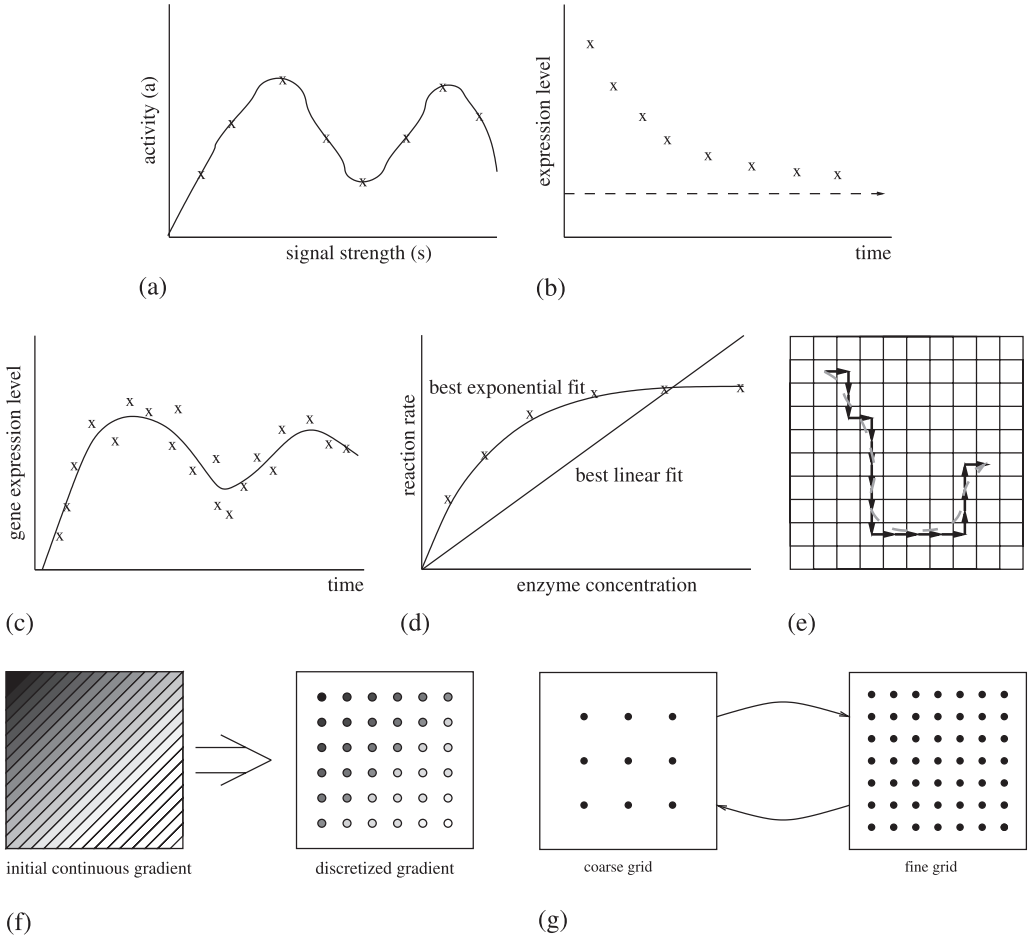 activity (a)
signal strength (s)
(a)
expression level
time
(b)
gene expression level
time
(c)
reaction rate
best exponential fit
best linear fit
enzyme concentration
(d)
(e)
initial continuous gradient
discretized gradient
(f)
coarse grid
fine grid
(g)